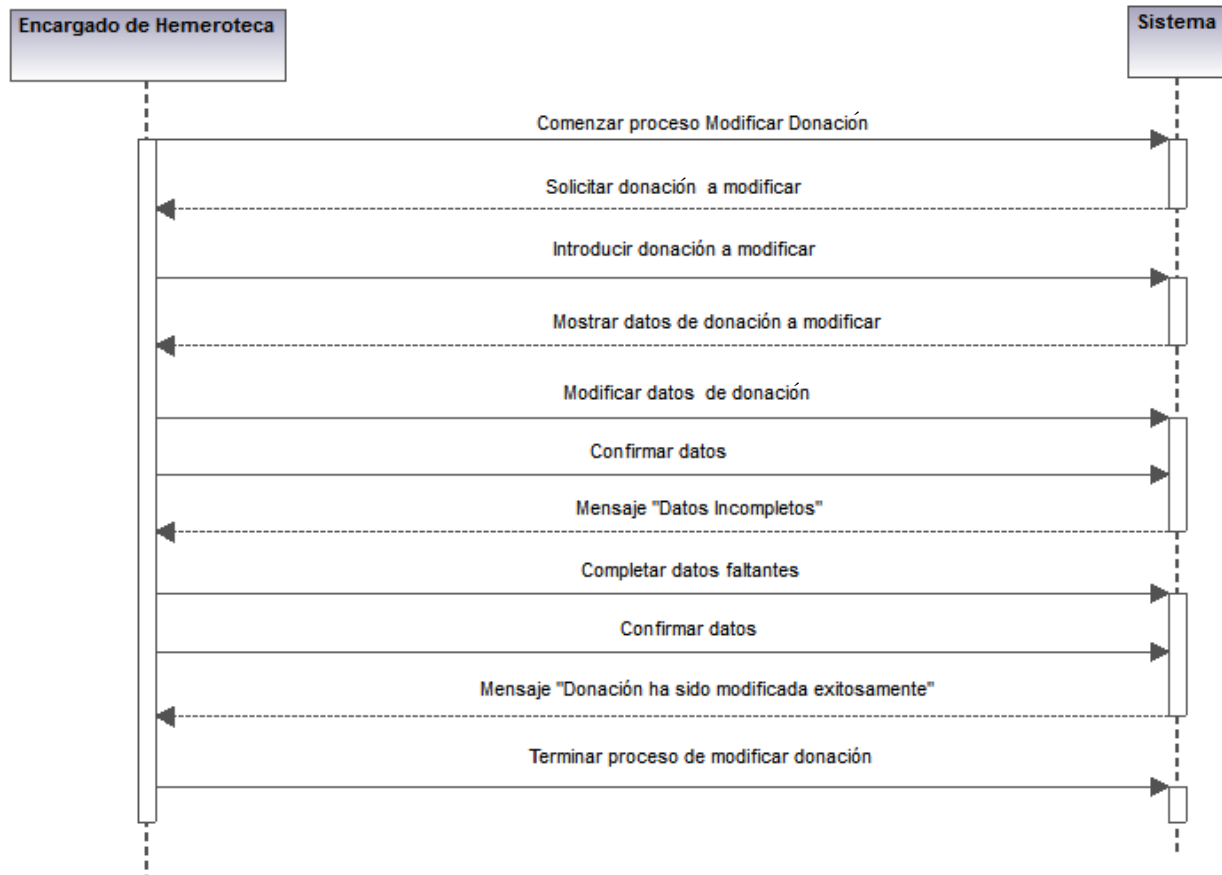 Encargado de Hemeroteca
Sistema
Comenzar proceso Modificar Donación
Solicitar donación a modificar
Introducir donación a modificar
Mostrar datos de donación a modificar
Modificar datos de donación
Confirmar datos
Mensaje "Datos Incompletos"
Completar datos faltantes
Confirmar datos
Mensaje "Donación ha sido modificada exitosamente"
Terminar proceso de modificar donación